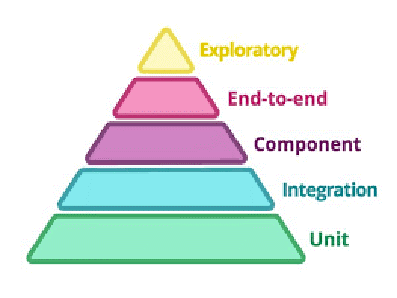 Exploratory
End-to-end
Component
Integration
Unit